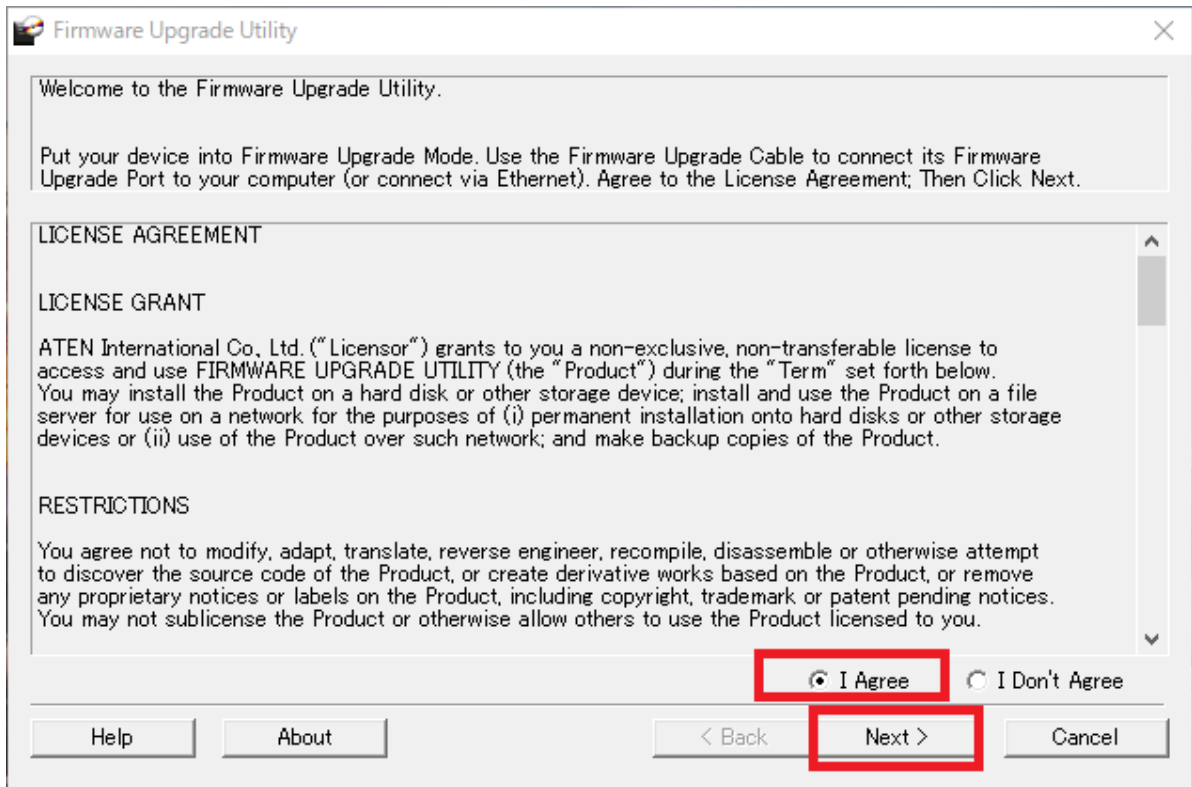 Firmware Upgrade Utility
Welcome to the Firmware Upgrade Utility.
Put your device into Firmware Upgrade Mode. Use the Firmware Upgrade Cable to connect its Firmware
Upgrade Port to your computer (or connect via Ethernet). Agree to the License Agreement; Then Click Next.
LICENSE AGREEMENT
LICENSE GRANT
ATEN International Co., Ltd. ("Licensor") grants to you a non-exclusive, non-transferable license to
access and use FIRMWARE UPGRADE UTILITY (the "Product") during the "Term" set forth below.
You may install the Product on a hard disk or other storage device; install and use the Product on a file
server for use on a network for the purposes of (i) permanent installation onto hard disks or other storage
devices or (ii) use of the Product over such network; and make backup copies of the Product.
RESTRICTIONS
You agree not to modify, adapt, translate, reverse engineer, recompile, disassemble or otherwise attempt
to discover the source code of the Product, or create derivative works based on the Product, or remove
any proprietary notices or labels on the Product, including copyright, trademark or patent pending notices.
You may not sublicense the Product or otherwise allow others to use the Product licensed to you.
I Agree I Don't Agree
Help About < Back Next > Cancel